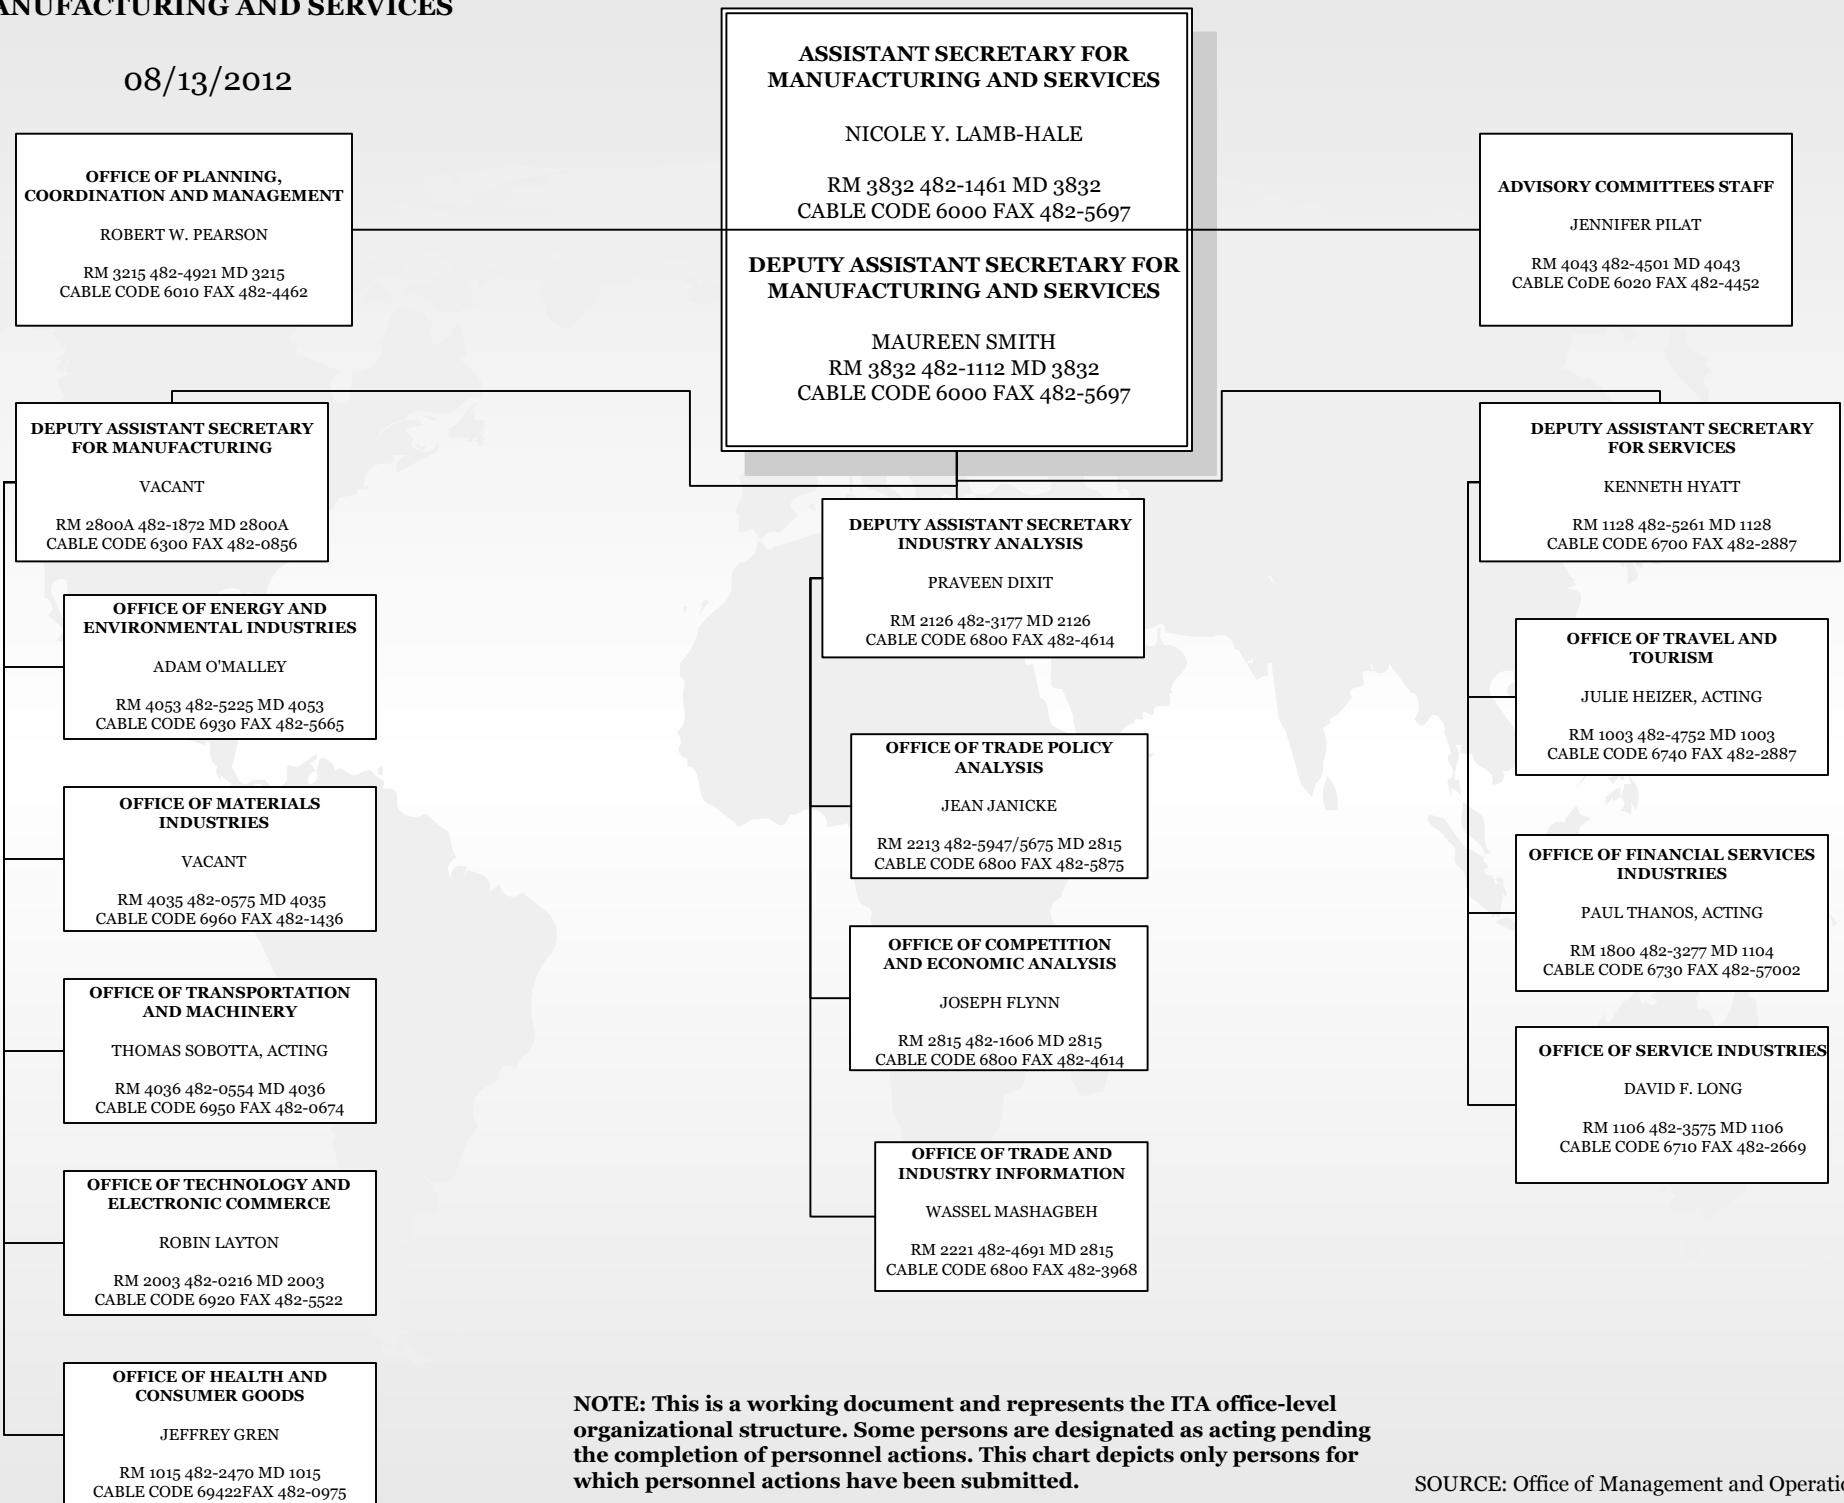 ANUFACTURING AND SERVICES
08/13/2012
ASSISTANT SECRETARY FOR
MANUFACTURING AND SERVICES
NICOLE Y. LAMB-HALE
RM 3832 482-1461 MD 3832
CABLE CODE 6000 FAX 482-5697
DEPUTY ASSISTANT SECRETARY FOR
MANUFACTURING AND SERVICES
MAUREEN SMITH
RM 3832 482-1112 MD 3832
CABLE CODE 6000 FAX 482-5697
OFFICE OF PLANNING,
COORDINATION AND MANAGEMENT
ROBERT W. PEARSON
RM 3215 482-4921 MD 3215
CABLE CODE 6010 FAX 482-4462
ADVISORY COMMITTEES STAFF
JENNIFER PILAT
RM 4043 482-4501 MD 4043
CABLE C0DE 6020 FAX 482-4452
DEPUTY ASSISTANT SECRETARY
FOR MANUFACTURING
VACANT
RM 2800A 482-1872 MD 2800A
CABLE CODE 6300 FAX 482-0856
OFFICE OF ENERGY AND
ENVIRONMENTAL INDUSTRIES
ADAM O'MALLEY
RM 4053 482-5225 MD 4053
CABLE CODE 6930 FAX 482-5665
OFFICE OF MATERIALS
INDUSTRIES
VACANT
RM 4035 482-0575 MD 4035
CABLE CODE 6960 FAX 482-1436
OFFICE OF TRANSPORTATION
AND MACHINERY
THOMAS SOBOTTA, ACTING
RM 4036 482-0554 MD 4036
CABLE CODE 6950 FAX 482-0674
OFFICE OF TECHNOLOGY AND
ELECTRONIC COMMERCE
ROBIN LAYTON
RM 2003 482-0216 MD 2003
CABLE CODE 6920 FAX 482-5522
OFFICE OF HEALTH AND
CONSUMER GOODS
JEFFREY GREN
RM 1015 482-2470 MD 1015
CABLE CODE 69422FAX 482-0975
DEPUTY ASSISTANT SECRETARY
INDUSTRY ANALYSIS
PRAVEEN DIXIT
RM 2126 482-3177 MD 2126
CABLE CODE 6800 FAX 482-4614
OFFICE OF TRADE POLICY
ANALYSIS
JEAN JANICKE
RM 2213 482-5947/5675 MD 2815
CABLE CODE 6800 FAX 482-5875
OFFICE OF COMPETITION
AND ECONOMIC ANALYSIS
JOSEPH FLYNN
RM 2815 482-1606 MD 2815
CABLE CODE 6800 FAX 482-4614
OFFICE OF TRADE AND
INDUSTRY INFORMATION
WASSEL MASHAGBEH
RM 2221 482-4691 MD 2815
CABLE CODE 6800 FAX 482-3968
DEPUTY ASSISTANT SECRETARY
FOR SERVICES
KENNETH HYATT
RM 1128 482-5261 MD 1128
CABLE CODE 6700 FAX 482-2887
OFFICE OF TRAVEL AND
TOURISM
JULIE HEIZER, ACTING
RM 1003 482-4752 MD 1003
CABLE CODE 6740 FAX 482-2887
OFFICE OF FINANCIAL SERVICES
INDUSTRIES
PAUL THANOS, ACTING
RM 1800 482-3277 MD 1104
CABLE CODE 6730 FAX 482-57002
OFFICE OF SERVICE INDUSTRIES
DAVID F. LONG
RM 1106 482-3575 MD 1106
CABLE CODE 6710 FAX 482-2669
NOTE: This is a working document and represents the ITA office-level
organizational structure. Some persons are designated as acting pending
the completion of personnel actions. This chart depicts only persons for
which personnel actions have been submitted.
SOURCE: Office of Management and Operatio